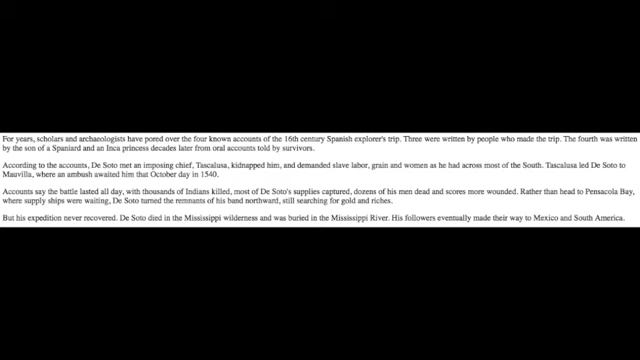 For years, scholars and archaeologists have pored over the four known accounts of the 16th century Spanish explorer's trip. Three were written by people who made the trip. The fourth was written
by the son of a Spaniard and an Inca princess decades later from oral accounts told by survivors.
According to the accounts, De Soto met an imposing chief, Tascalusa, kidnapped him, and demanded slave labor, grain and women as he had across most of the South. Tascalusa led De Soto to
Mauvilla, where an ambush awaited him that October day in 1540.
Accounts say the battle lasted all day, with thousands of Indians killed, most of De Soto's supplies captured, dozens of his men dead and scores more wounded. Rather than head to Pensacola Bay,
where supply ships were waiting, De Soto turned the remnants of his band northward, still searching for gold and riches.
But his expedition never recovered. De Soto died in the Mississippi wilderness and was buried in the Mississippi River. His followers eventually made their way to Mexico and South America.